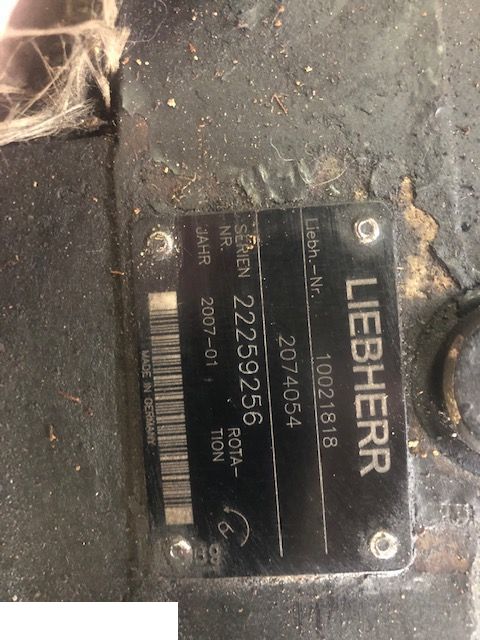 LIEBHERR
Liebh.-Nr. 10021818
2074054
SERIEN NR. 22259256 ROTA-TION
JAHR 2007-01
MADE IN GERMANY